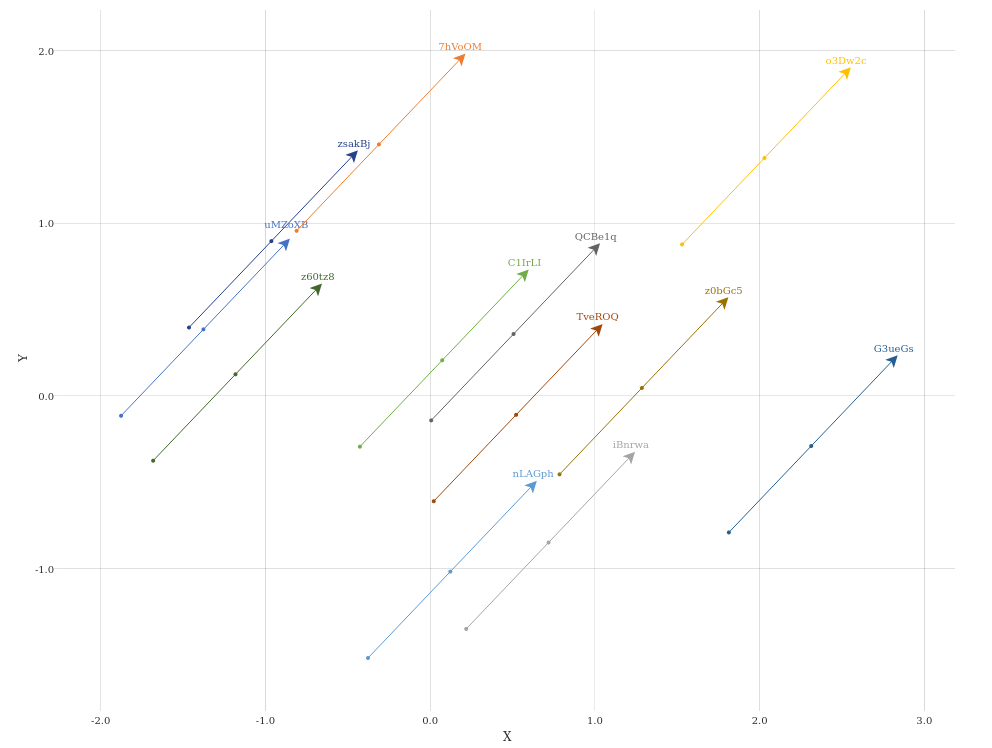 7hVoOM
2.0
o3Dw2c
zsakBj
1.0
uMZoXB
QCBe1q
C1IrLI
z60tz8
z0bGc5
TveROQ
G3ueGs
0.0
iBnrwa
nLAGph
-1.0
Y
-2.0 -1.0 0.0 1.0 2.0 3.0
X